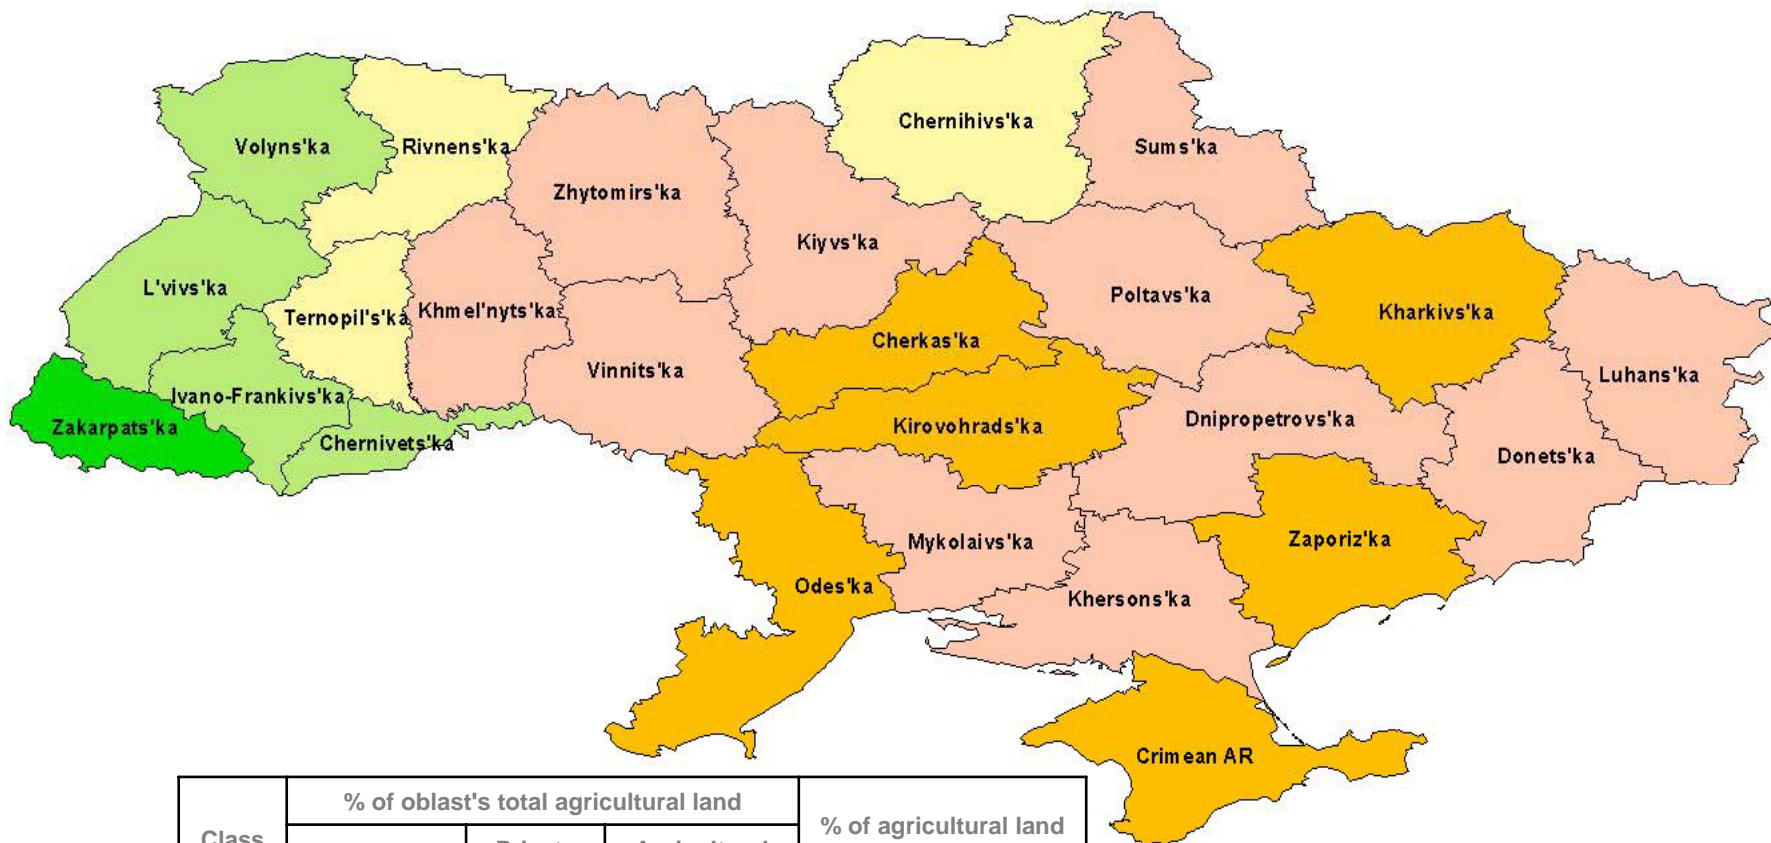 Chernihivs'ka
Sums'ka
Volyns'ka
Rivnens'ka
Zhytomirs'ka
Kiyvs'ka
L'vivs'ka
Ternopil's'ka
Khmel'nyts'ka
Poltavs'ka
Kharkivs'ka
Cherkas'ka
Vinnits'ka
Luhans'ka
Ivano-Frankivs'ka
Zakarpats'ka
Chernivets'ka
Kirovohrads'ka
Dnipropetrovs'ka
Donets'ka
Mykolaivs'ka
Zaporiz'ka
Odes'ka
Khersons'ka
Crimean AR
% of oblast's total agricultural land
% of agricultural land
Class